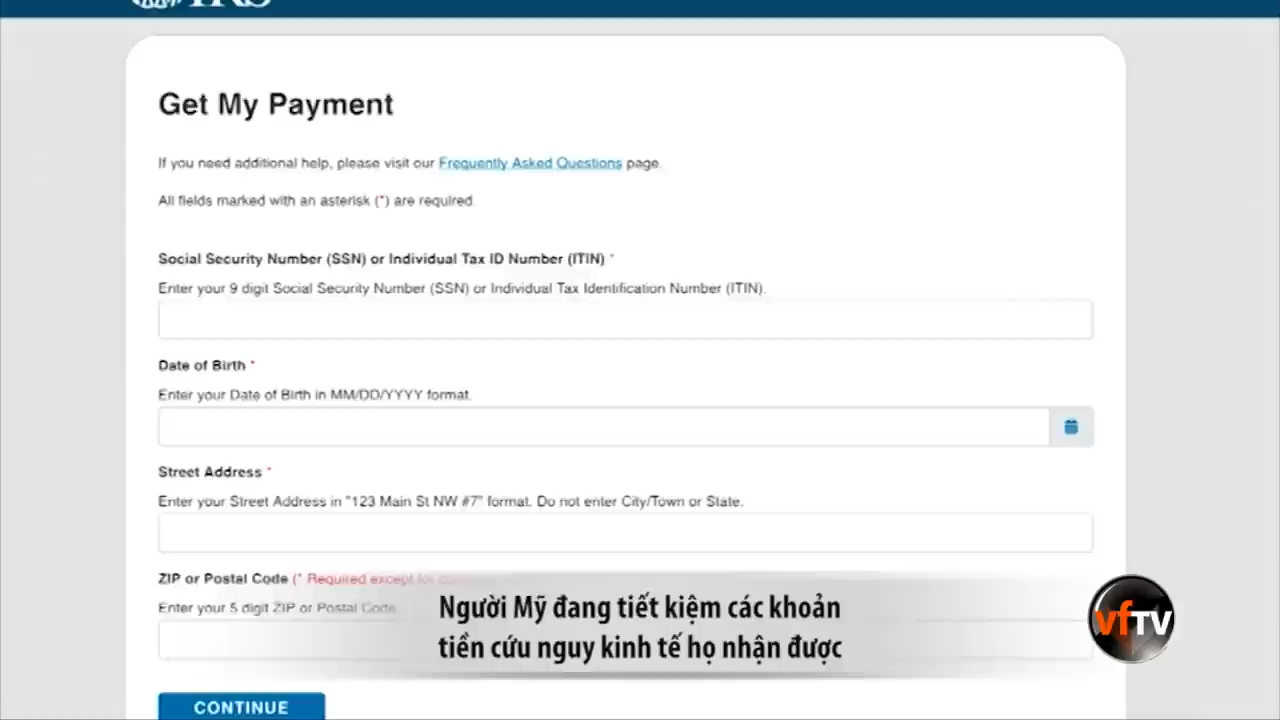 IRS
Get My Payment
If you need additional help, please visit our Frequently Asked Questions page.
All fields marked with an asterisk (*) are required.
Social Security Number (SSN) or Individual Tax ID Number (ITIN) *
Enter your 9 digit Social Security Number (SSN) or Individual Tax Identification Number (ITIN).
Date of Birth *
Enter your Date of Birth in MM/DD/YYYY format.
Street Address *
Enter your Street Address in "123 Main St NW #7" format. Do not enter City/Town or State.
ZIP or Postal Code (* Required except for
Enter your 5 digit ZIP or Postal Code.
Người Mỹ đang tiết kiệm các khoản
tiền cứu nguy kinh tế họ nhận được
vfTV
CONTINUE